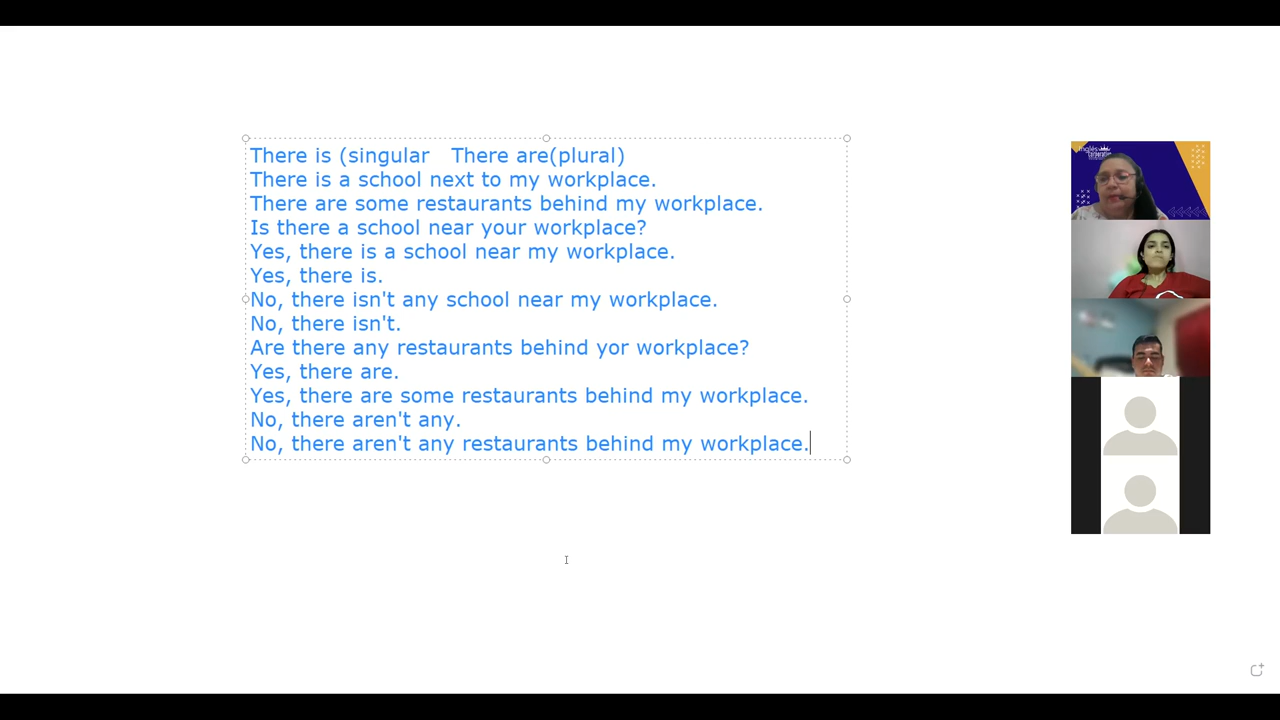 There is (singular There are(plural)
There is a school next to my workplace.
There are some restaurants behind my workplace.
Is there a school near your workplace?
Yes, there is a school near my workplace.
Yes, there is.
No, there isn't any school near my workplace.
No, there isn't.
Are there any restaurants behind yor workplace?
Yes, there are.
Yes, there are some restaurants behind my workplace.
No, there aren't any.
No, there aren't any restaurants behind my workplace.